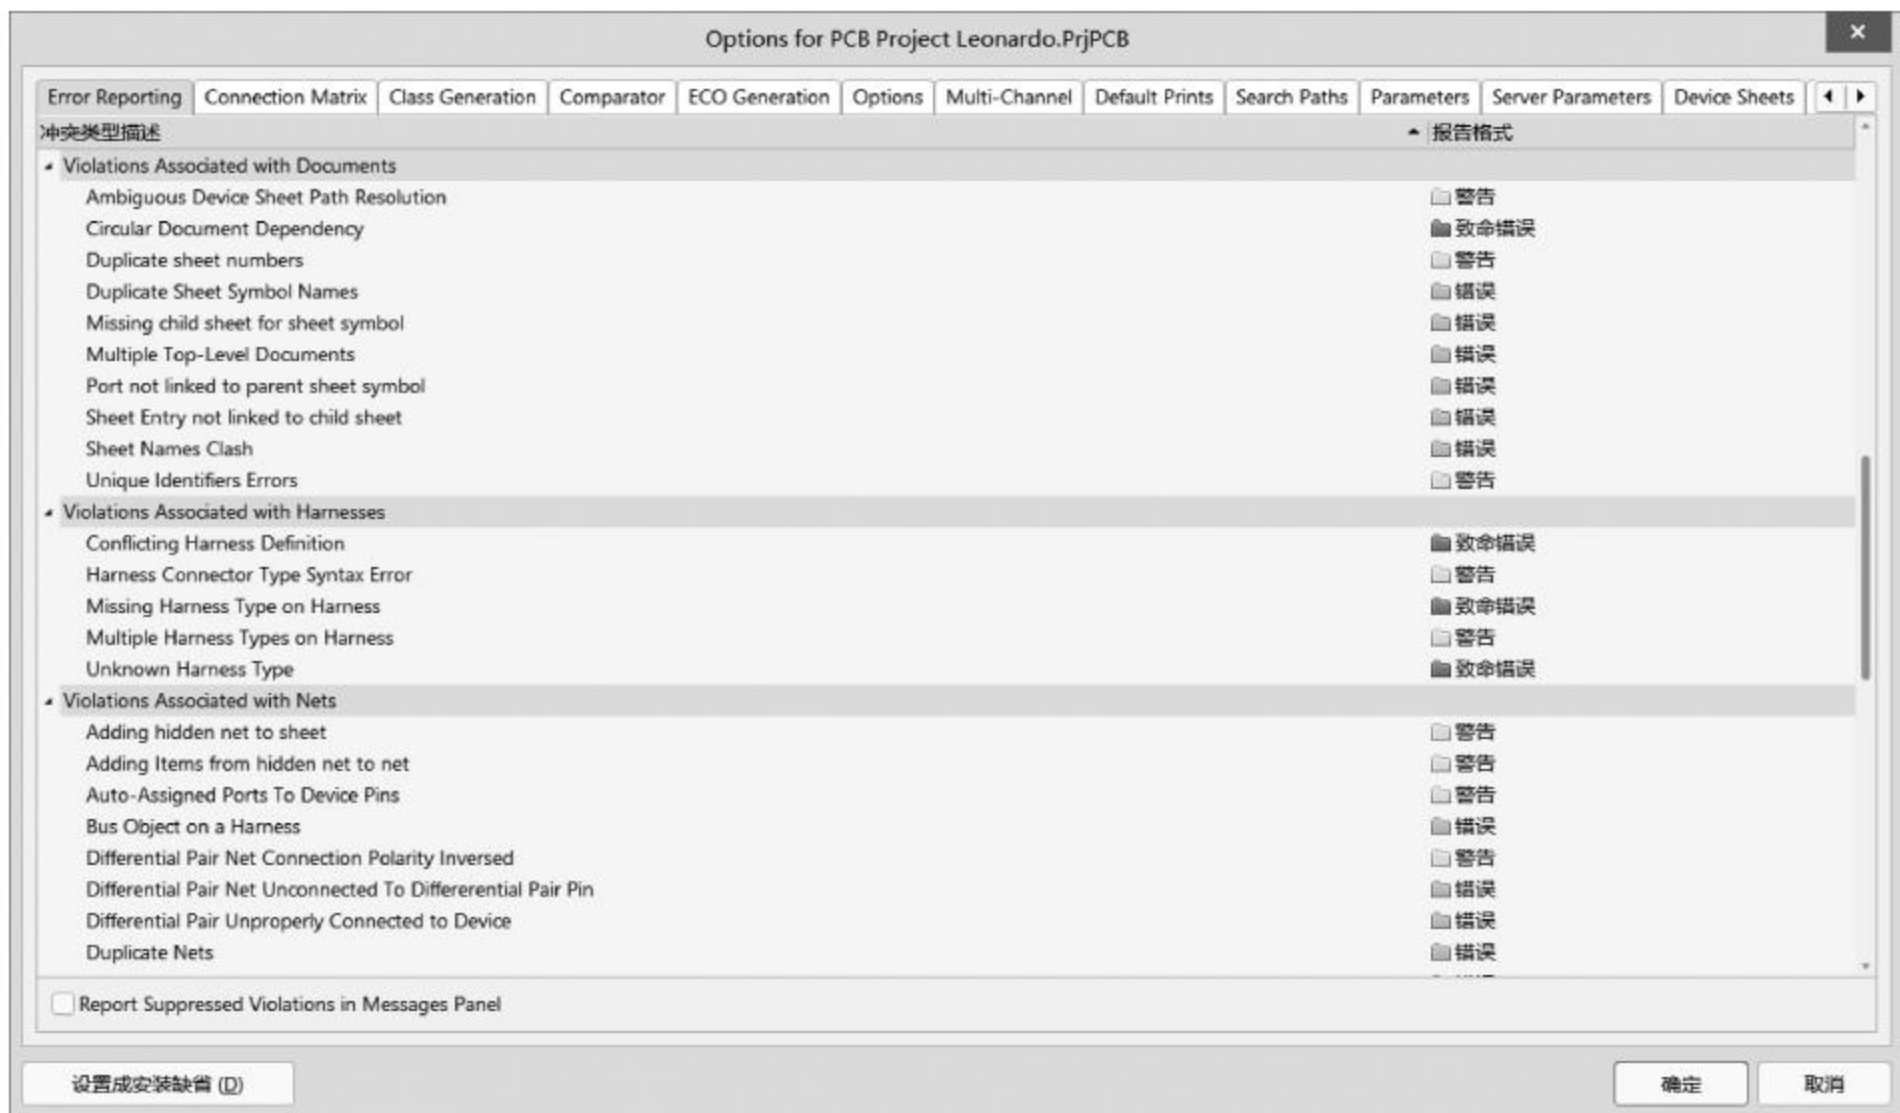 Options for PCB Project Leonardo.PrjPCB
Error Reporting Connection Matrix Class Generation Comparator ECO Generation Options Multi-Channel Default Prints Search Paths Parameters Server Parameters Device Sheets
冲突类型描述 报告格式
Violations Associated with Documents
Ambiguous Device Sheet Path Resolution 警告
Circular Document Dependency 致命错误
Duplicate sheet numbers 警告
Duplicate Sheet Symbol Names 错误
Missing child sheet for sheet symbol 错误
Multiple Top-Level Documents 错误
Port not linked to parent sheet symbol 错误
Sheet Entry not linked to child sheet 错误
Sheet Names Clash 错误
Unique Identifiers Errors 警告
Violations Associated with Harnesses
Conflicting Harness Definition 致命错误
Harness Connector Type Syntax Error 警告
Missing Harness Type on Harness 致命错误
Multiple Harness Types on Harness 警告
Unknown Harness Type 致命错误
Violations Associated with Nets
Adding hidden net to sheet 警告
Adding Items from hidden net to net 警告
Auto-Assigned Ports To Device Pins 警告
Bus Object on a Harness 错误
Differential Pair Net Connection Polarity Inversed 警告
Differential Pair Net Unconnected To Differerential Pair Pin 错误
Differential Pair Unproperly Connected to Device 错误
Duplicate Nets 错误
Report Suppressed Violations in Messages Panel
设置成安装缺省 (D) 确定 取消